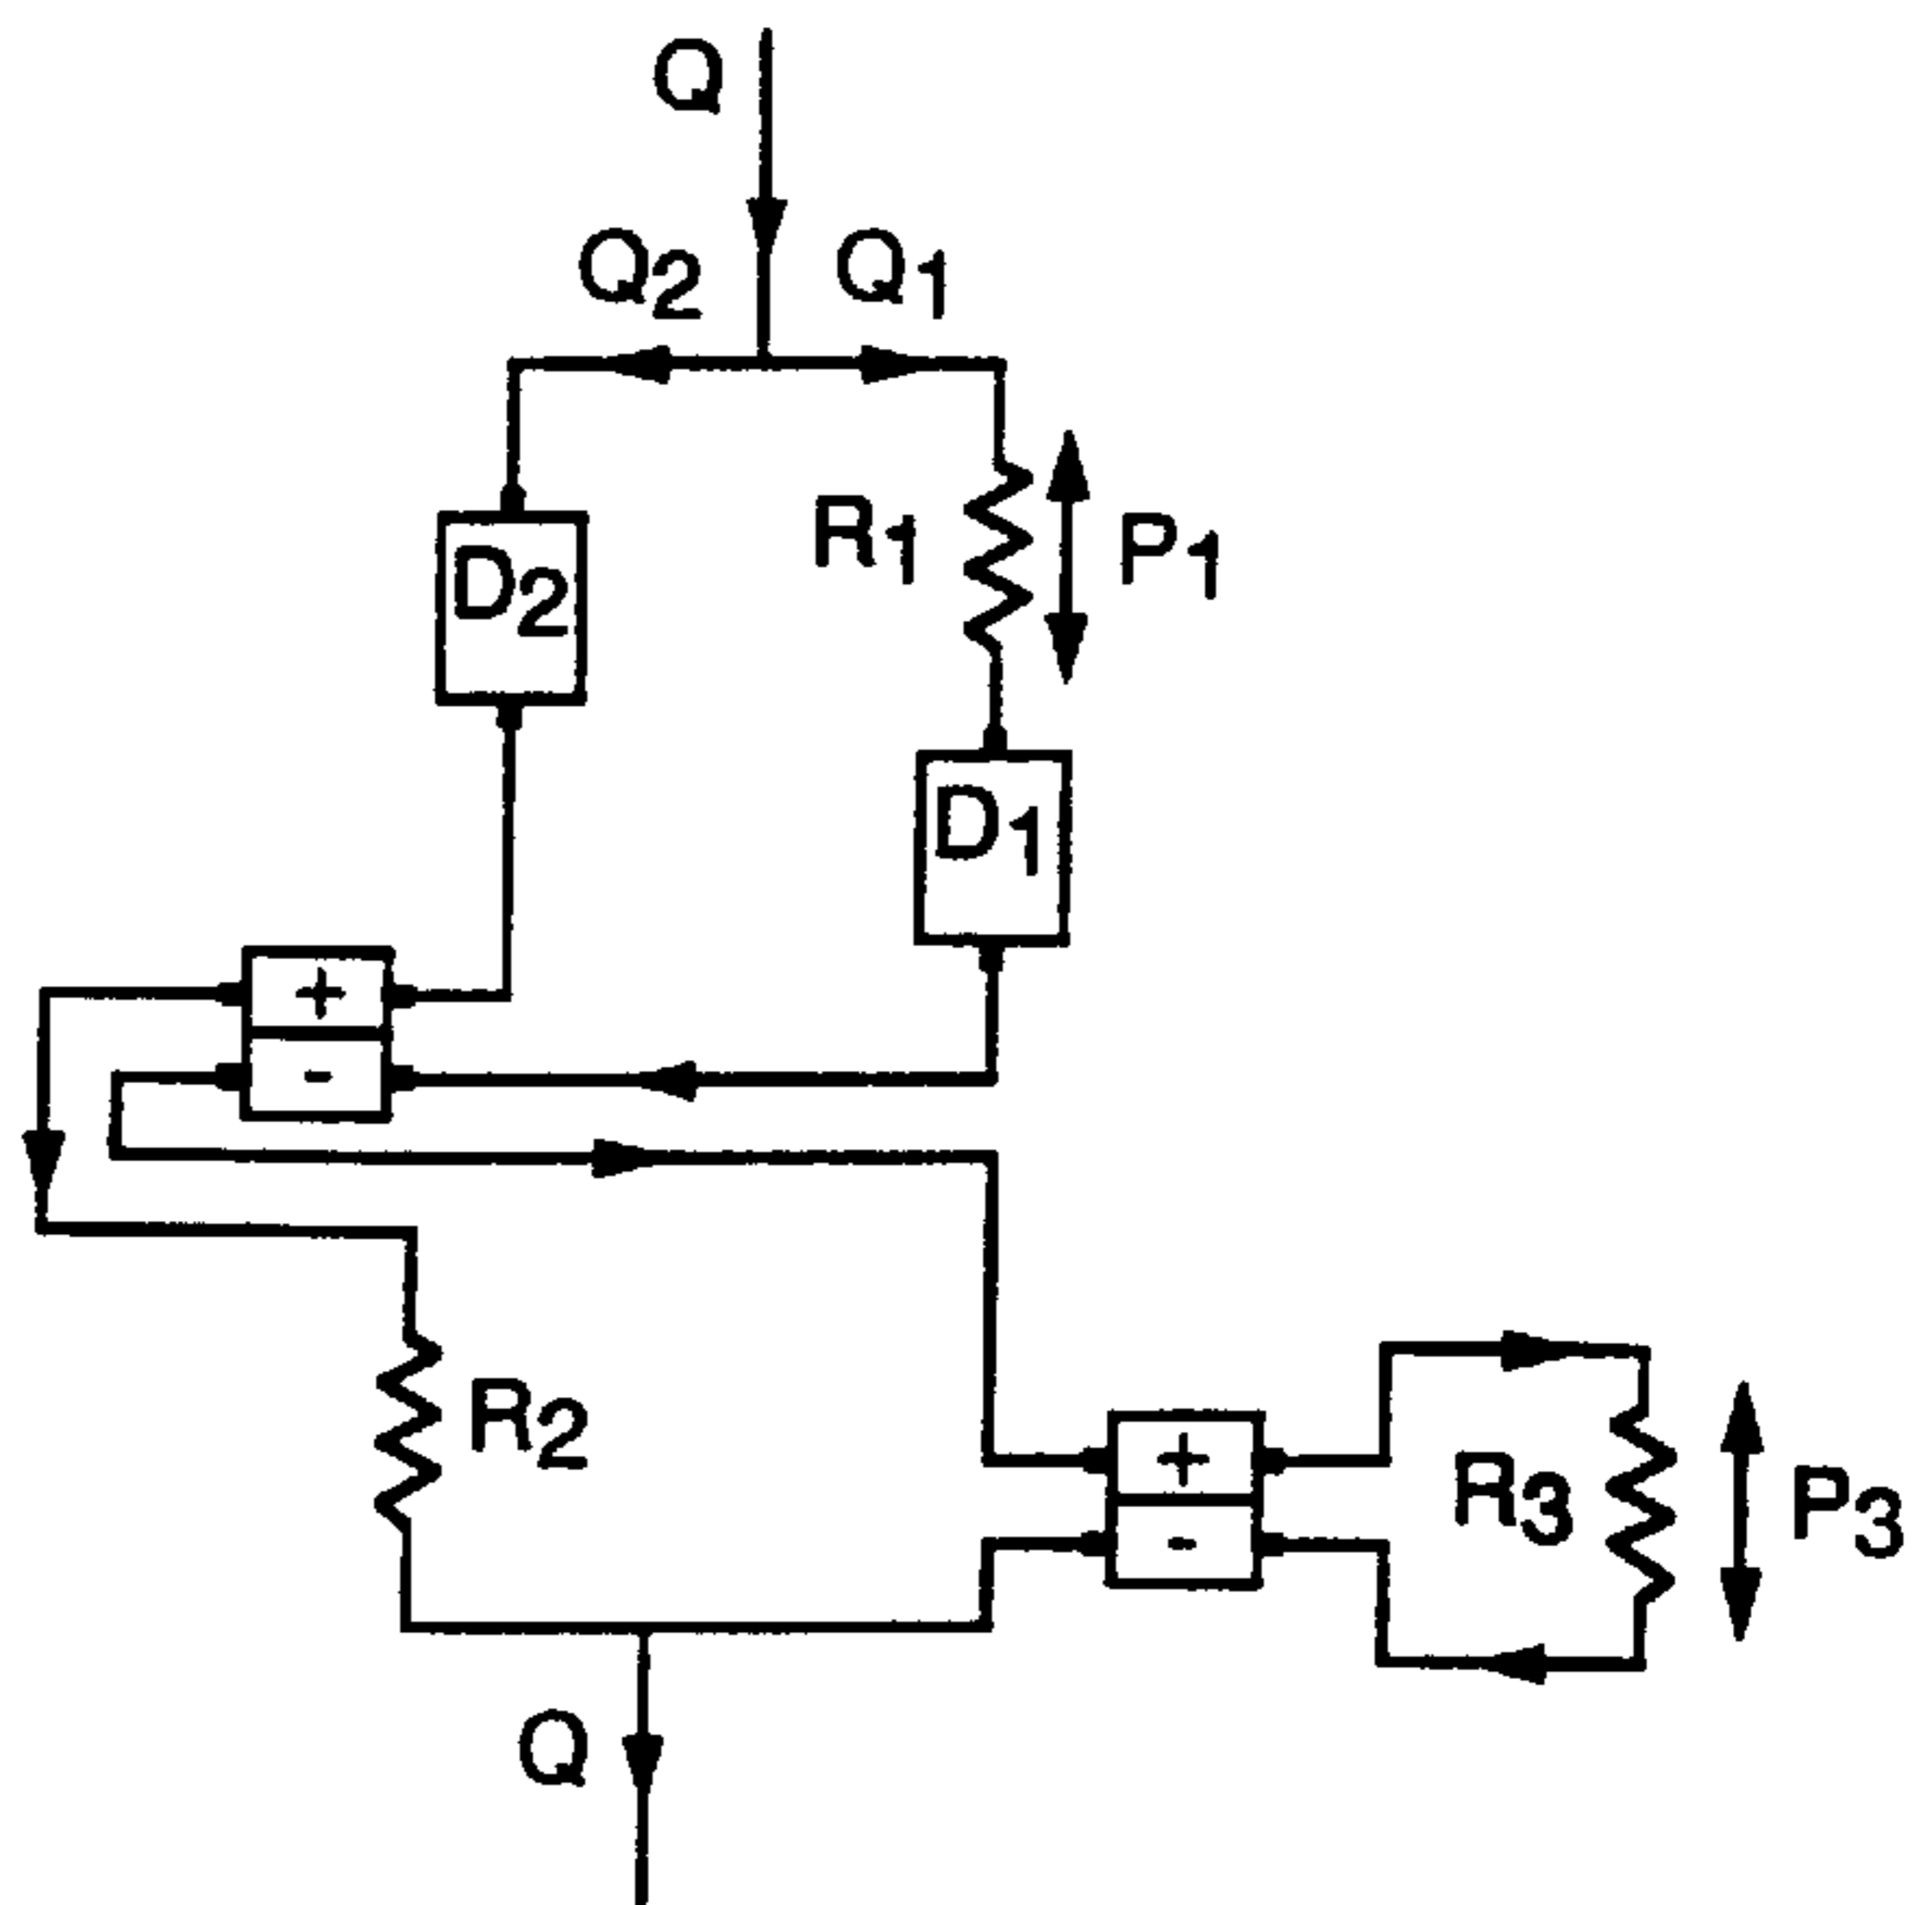 Q
Q2 Q1
R1 P1
D2
D1
+
-
R2
+
-
R3 P3
Q